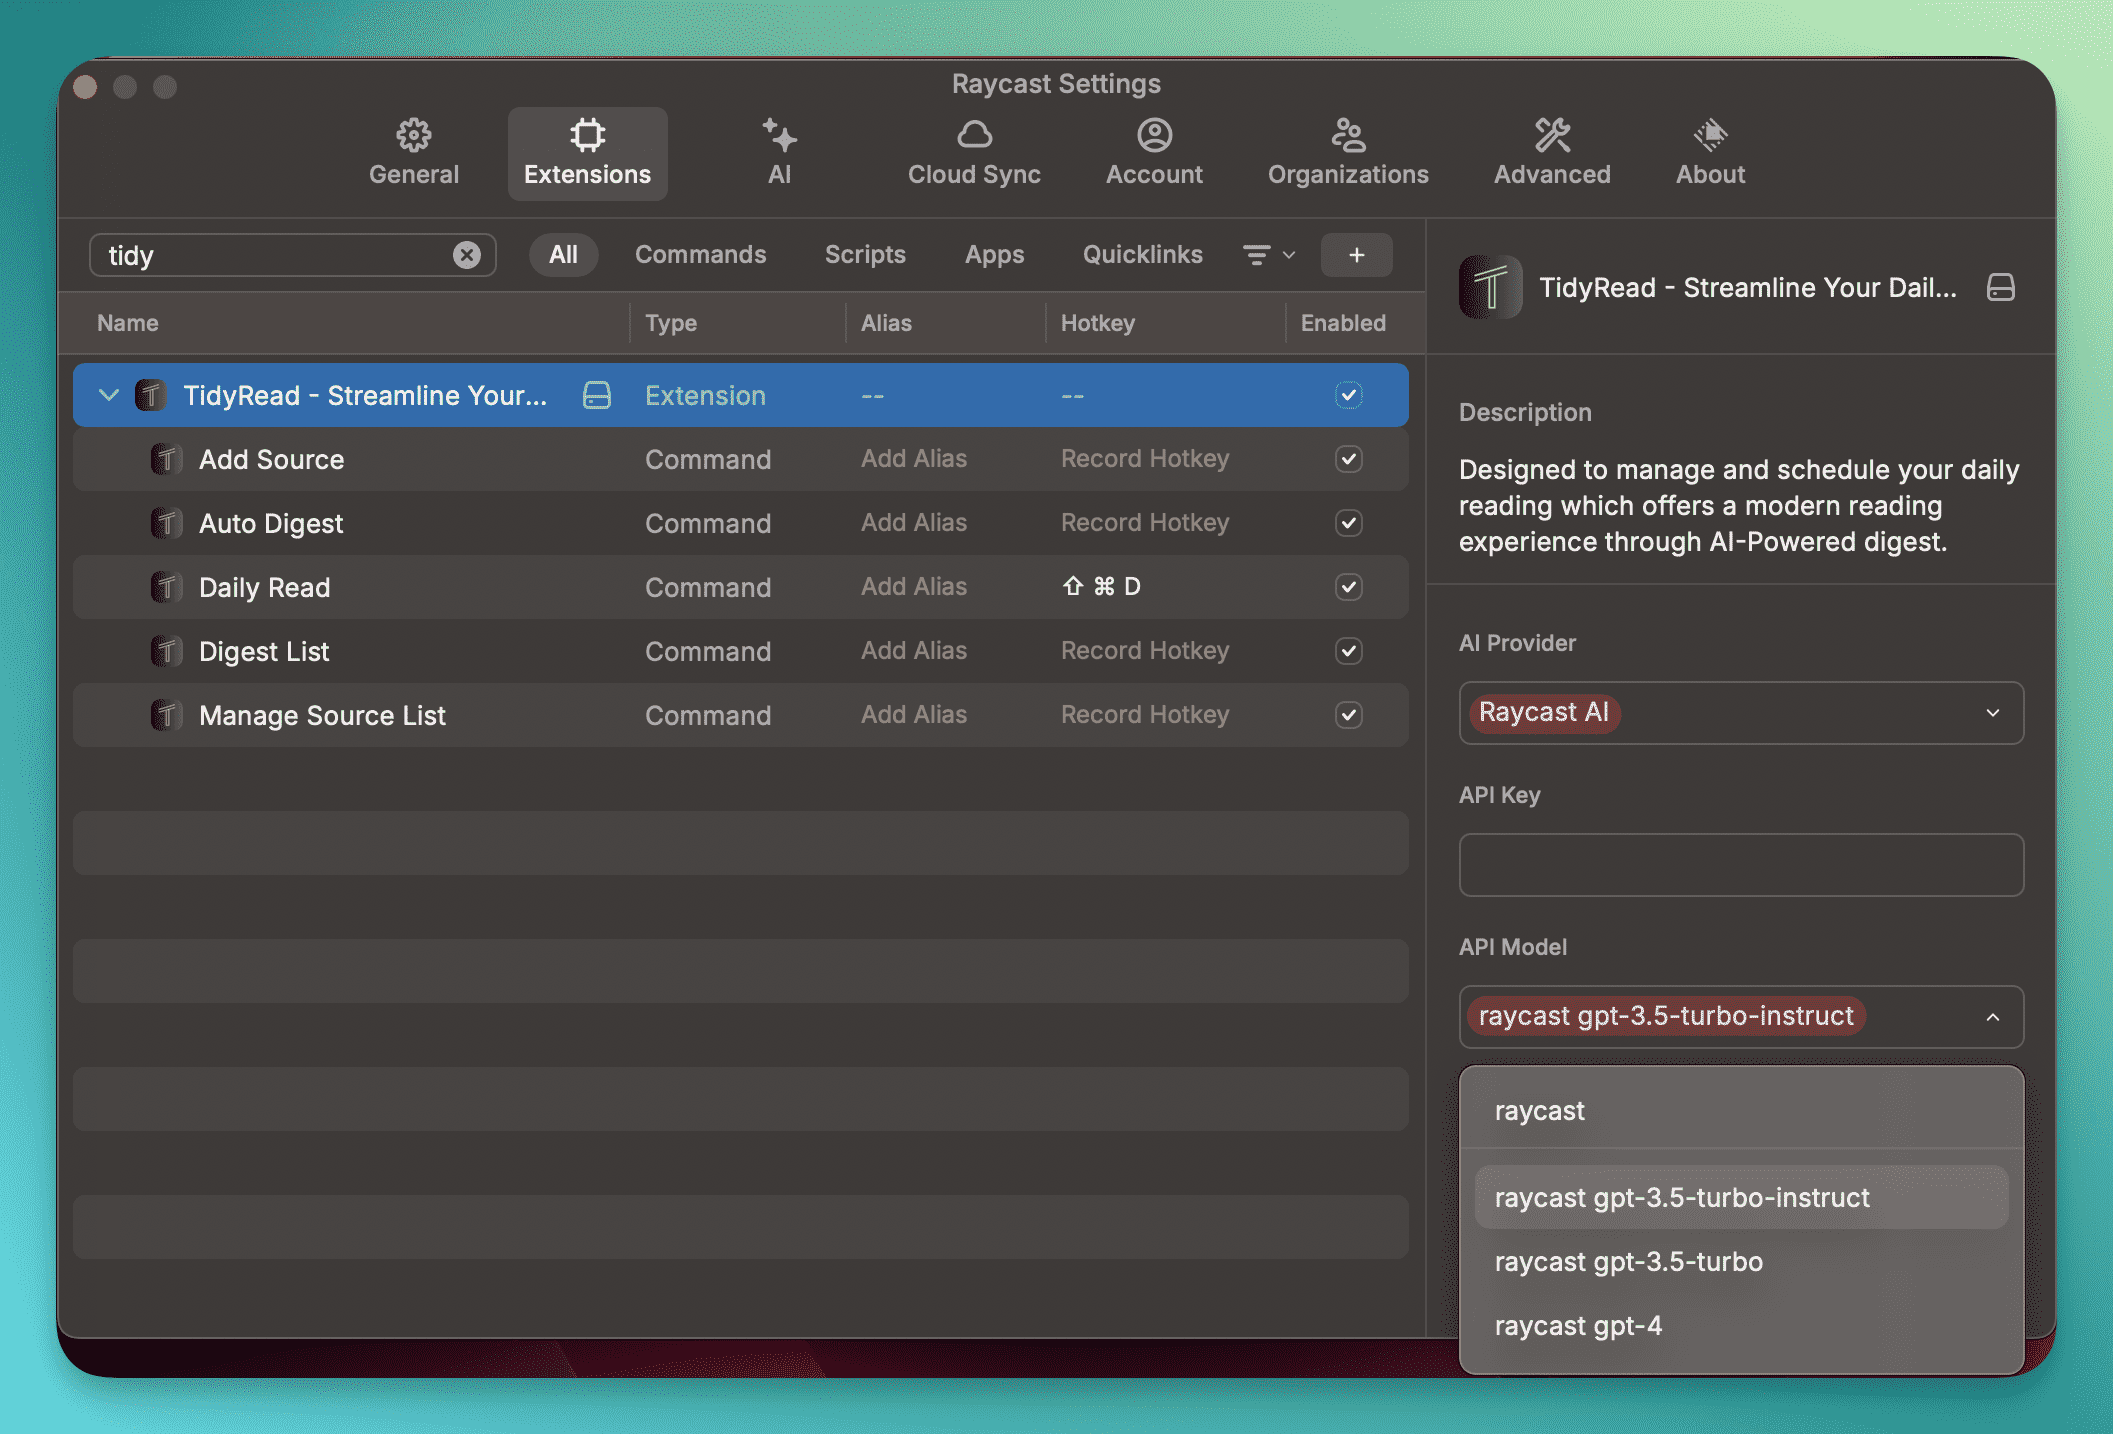 Raycast Settings
General
Extensions
AI
Cloud Sync
Account
Organizations
Advanced
About
tidy
All
Commands
Scripts
Apps
Quicklinks
+
Name Type Alias Hotkey Enabled
TidyRead - Streamline Your... Extension -- --
Add Source Command Add Alias Record Hotkey
Auto Digest Command Add Alias Record Hotkey
Daily Read Command Add Alias ⇧ ⌘ D
Digest List Command Add Alias Record Hotkey
Manage Source List Command Add Alias Record Hotkey
TidyRead - Streamline Your Dail...
Description
Designed to manage and schedule your daily
reading which offers a modern reading
experience through AI-Powered digest.
AI Provider
Raycast AI
API Key
API Model
raycast gpt-3.5-turbo-instruct
raycast
raycast gpt-3.5-turbo-instruct
raycast gpt-3.5-turbo
raycast gpt-4